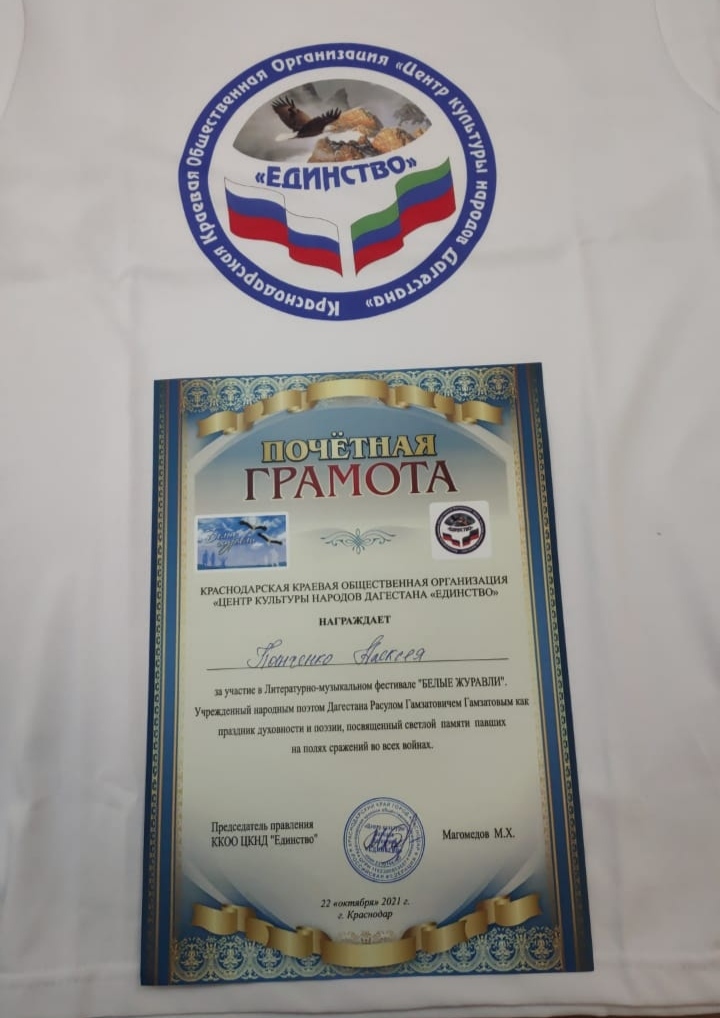 Краснодарская Краевая Общественная Организация «Центр культуры народов Дагестана»
«ЕДИНСТВО»
ПОЧЁТНАЯ
ГРАМОТА
Белые
журавли
«ЕДИНСТВО»
КРАСНОДАРСКАЯ КРАЕВАЯ ОБЩЕСТВЕННАЯ ОРГАНИЗАЦИЯ
«ЦЕНТР КУЛЬТУРЫ НАРОДОВ ДАГЕСТАНА «ЕДИНСТВО»
НАГРАЖДАЕТ
Алексея
за участие в Литературно-музыкальном фестивале "БЕЛЫЕ ЖУРАВЛИ".
Учрежденный народным поэтом Дагестана Расулом Гамзатовичем Гамзатовым как
праздник духовности и поэзии, посвященный светлой памяти павших
на полях сражений во всех войнах.
Председатель правления
ККОО ЦКНД "Единство"
Магомедов М.Х.
22 «октября» 2021 г.
г. Краснодар